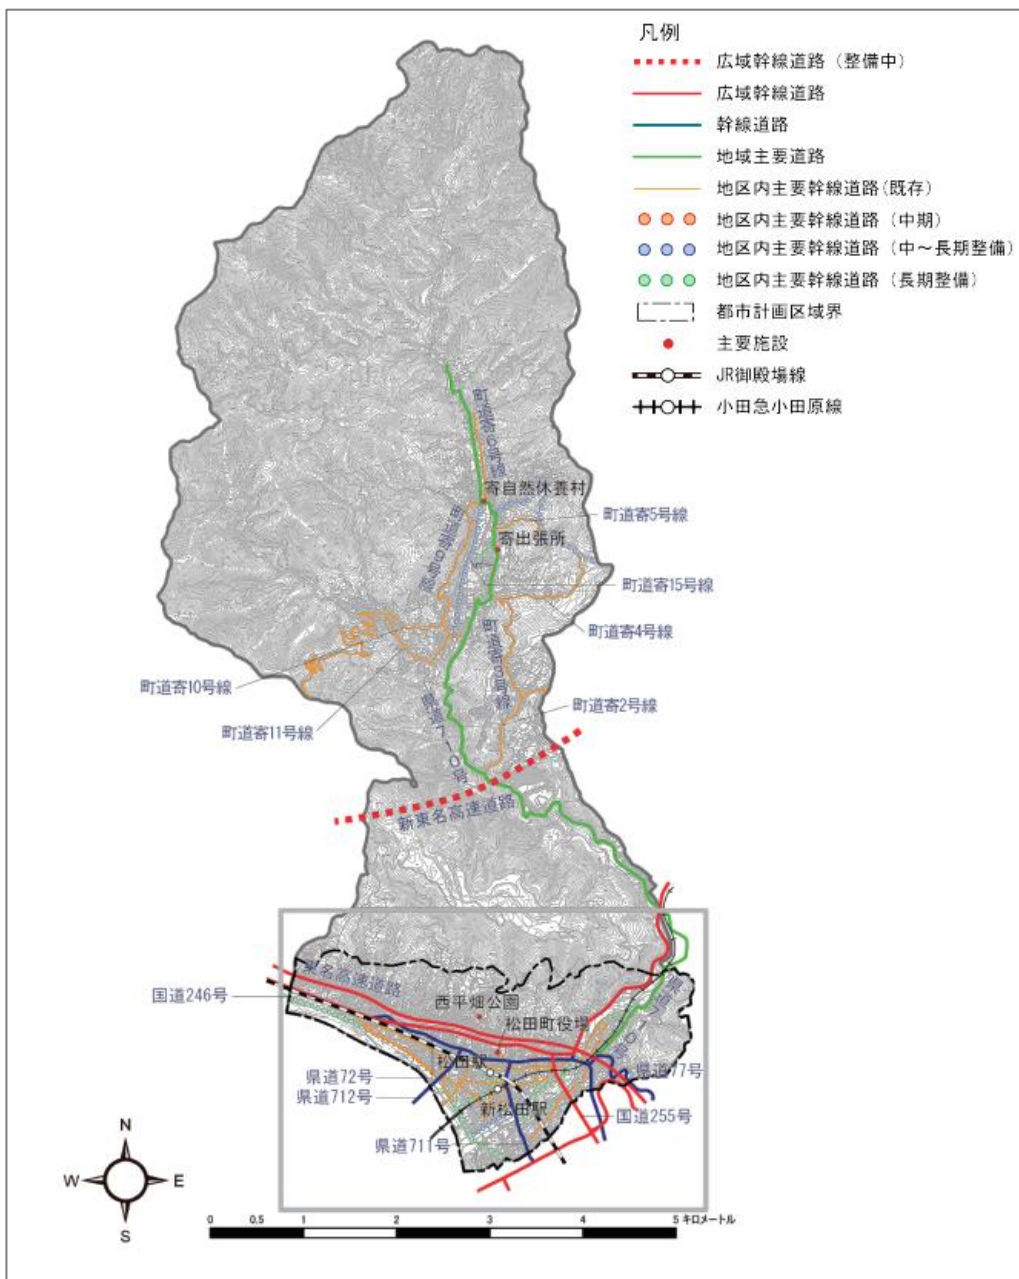 凡例
広域幹線道路（整備中）
広域幹線道路
幹線道路
地域主要道路
地区内主要幹線道路(既存)
地区内主要幹線道路（中期）
地区内主要幹線道路（中～長期整備）
地区内主要幹線道路（長期整備）
都市計画区域界
主要施設
JR御殿場線
小田急小田原線
寄自然休養村
町道寄5号線
寄出張所
町道寄15号線
町道寄4号線
町道寄10号線
町道寄2号線
町道寄11号線
県道710号
新東名高速道路
東名高速道路
国道246号
西平畑公園
松田町役場
松田駅
県道77号
県道72号
県道712号
新松田駅
国道255号
県道711号
N
W
E
S
0
0.5
1
2
3
4
5 キロメートル